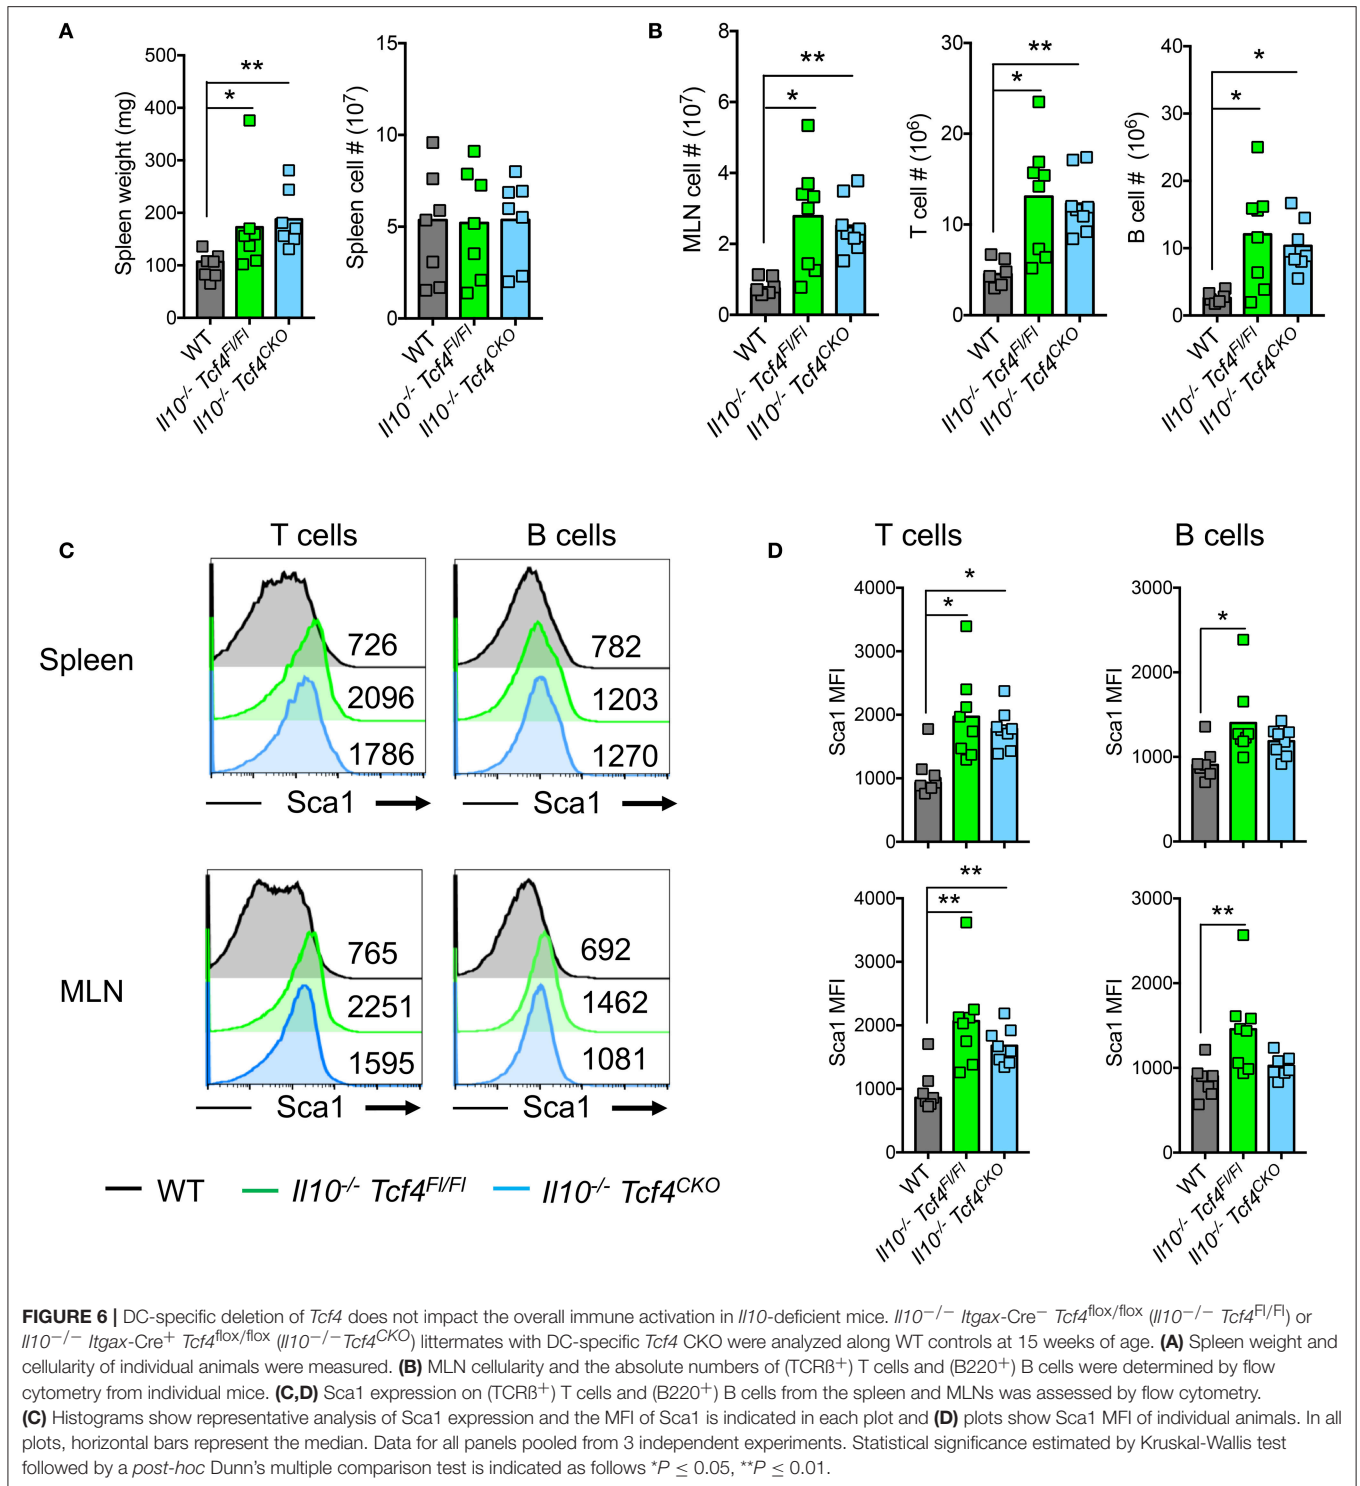 A
Spleen weight (mg)
500
400
300
200
100
0
**
*
WT
Il10-/- Tcf4Fl/Fl
Il10-/- Tcf4CKO
Spleen cell # (10⁷)
15
10
5
0
WT
Il10-/- Tcf4Fl/Fl
Il10-/- Tcf4CKO
B
MLN cell # (10⁷)
8
6
4
2
0
**
*
WT
Il10-/- Tcf4Fl/Fl
Il10-/- Tcf4CKO
T cell # (10⁶)
30
20
10
0
**
*
WT
Il10-/- Tcf4Fl/Fl
Il10-/- Tcf4CKO
B cell # (10⁶)
40
30
20
10
0
*
*
WT
Il10-/- Tcf4Fl/Fl
Il10-/- Tcf4CKO
C
T cells
B cells
Spleen
726
2096
1786
782
1203
1270
Sca1
Sca1
MLN
765
2251
1595
692
1462
1081
Sca1
Sca1
WT
Il10-/- Tcf4Fl/Fl
Il10-/- Tcf4CKO
D
T cells
B cells
Sca1 MFI
4000
3000
2000
1000
0
*
*
Sca1 MFI
3000
2000
1000
0
*
Sca1 MFI
4000
3000
2000
1000
0
**
**
WT
Il10-/- Tcf4Fl/Fl
Il10-/- Tcf4CKO
Sca1 MFI
3000
2000
1000
0
**
WT
Il10-/- Tcf4Fl/Fl
Il10-/- Tcf4CKO
FIGURE 6 | DC-specific deletion of Tcf4 does not impact the overall immune activation in Il10-deficient mice. Il10−/− Itgax-Cre− Tcf4flox/flox (Il10−/− Tcf4Fl/Fl) or
Il10−/− Itgax-Cre+ Tcf4flox/flox (Il10−/−Tcf4CKO) littermates with DC-specific Tcf4 CKO were analyzed along WT controls at 15 weeks of age. (A) Spleen weight and
cellularity of individual animals were measured. (B) MLN cellularity and the absolute numbers of (TCRß+) T cells and (B220+) B cells were determined by flow
cytometry from individual mice. (C,D) Sca1 expression on (TCRß+) T cells and (B220+) B cells from the spleen and MLNs was assessed by flow cytometry.
(C) Histograms show representative analysis of Sca1 expression and the MFI of Sca1 is indicated in each plot and (D) plots show Sca1 MFI of individual animals. In all
plots, horizontal bars represent the median. Data for all panels pooled from 3 independent experiments. Statistical significance estimated by Kruskal-Wallis test
followed by a post-hoc Dunn's multiple comparison test is indicated as follows *P ≤ 0.05, **P ≤ 0.01.